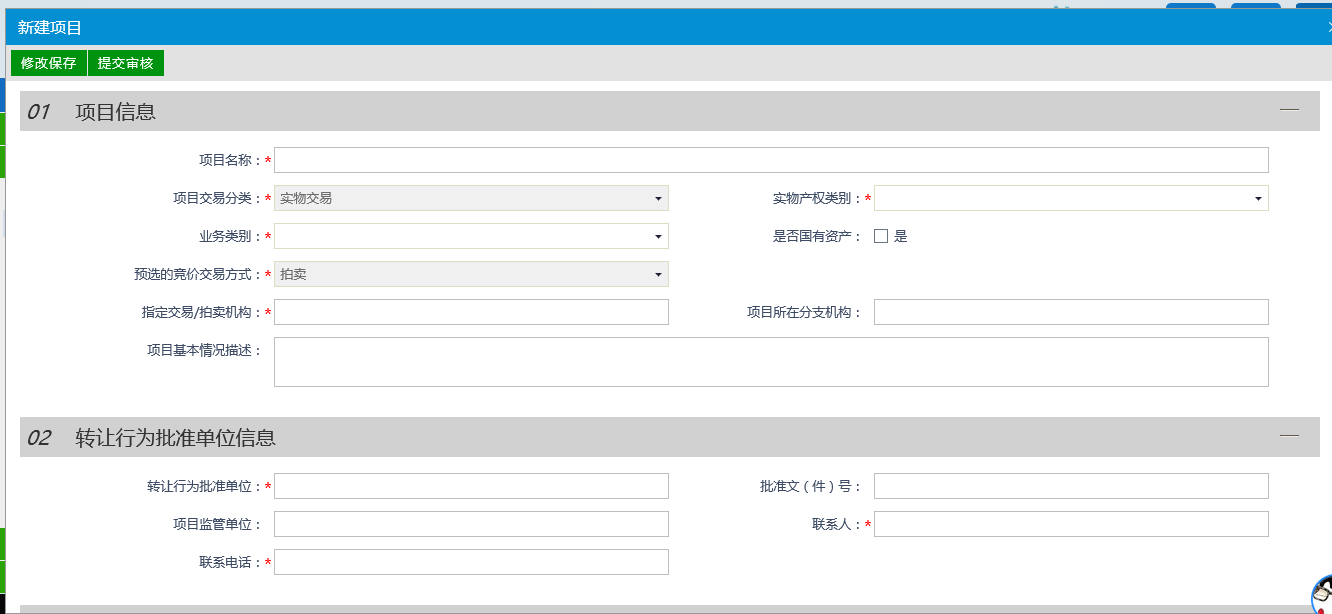 新建项目
修改保存 提交审核
01 项目信息
项目名称：*
项目交易分类：* 实物交易 实物产权类别：*
业务类别：* 是否国有资产： 是
预选的竞价交易方式：* 拍卖
指定交易/拍卖机构：* 项目所在分支机构：
项目基本情况描述：
02 转让行为批准单位信息
转让行为批准单位：* 批准文（件）号：
项目监管单位： 联系人：*
联系电话：*